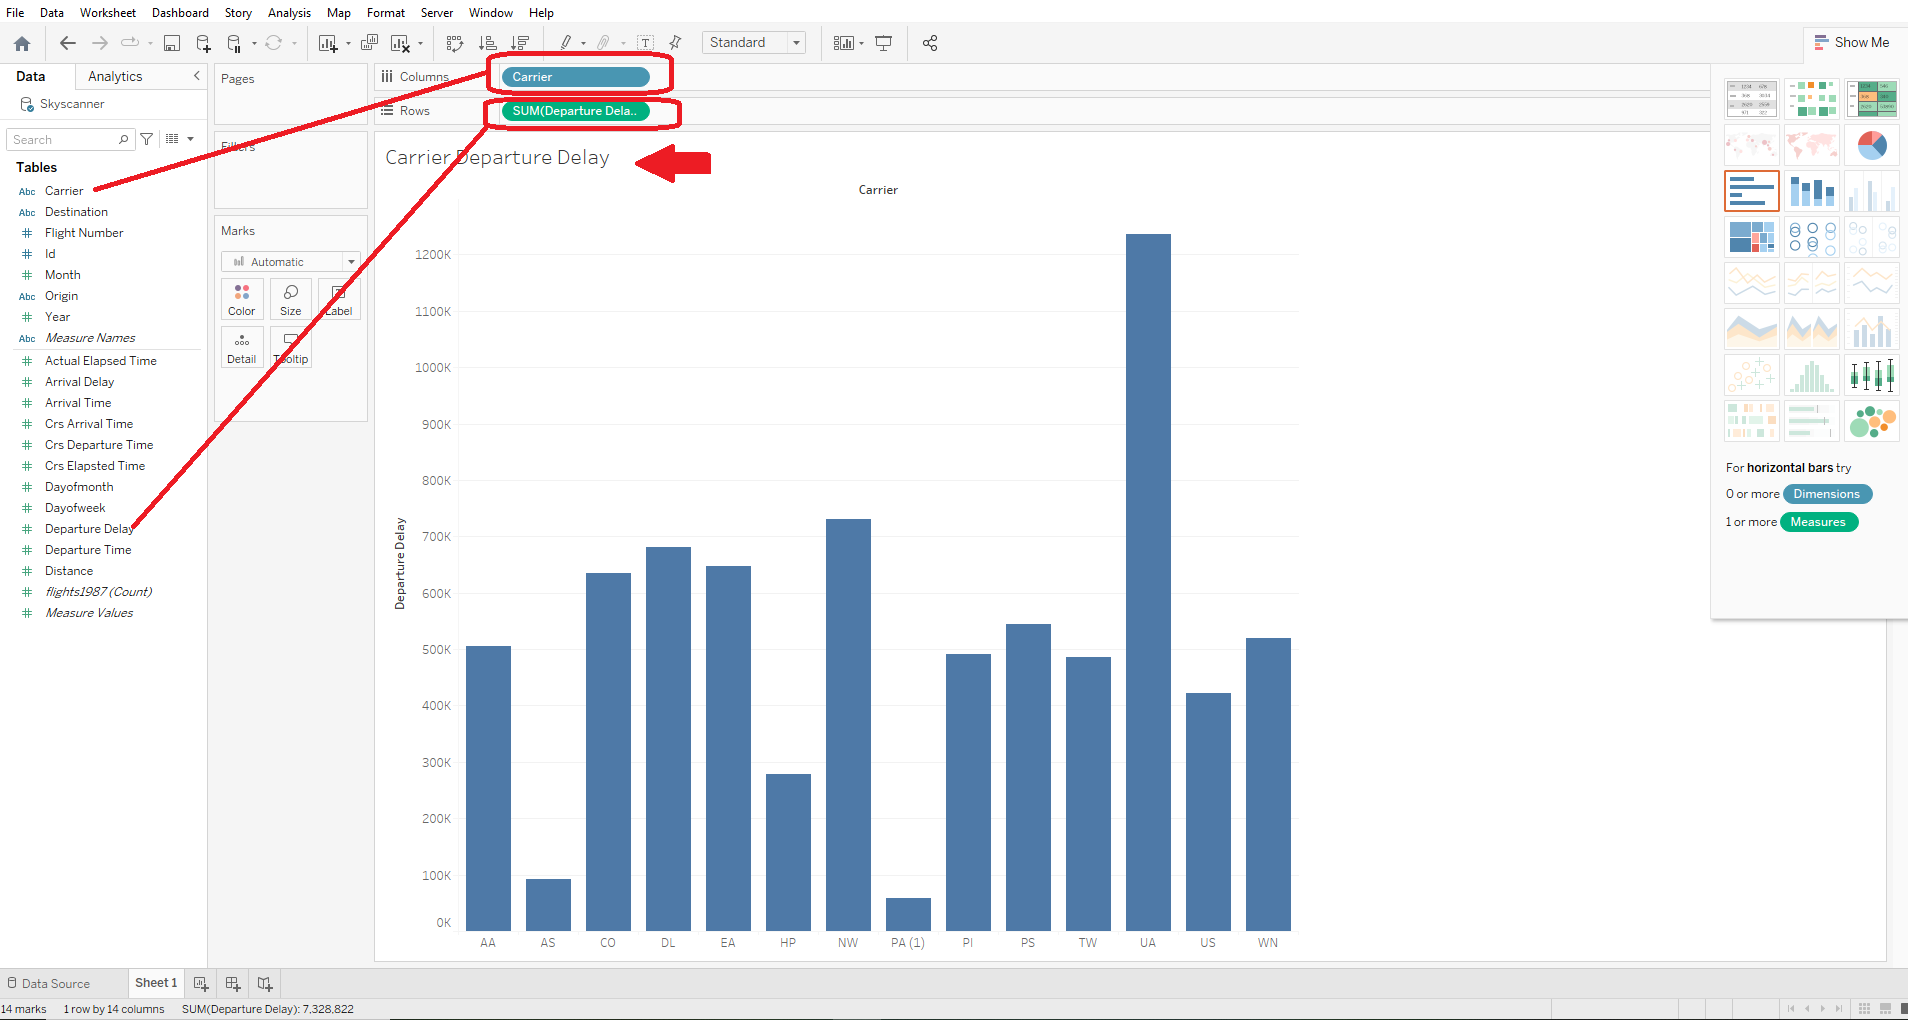 File Data Worksheet Dashboard Story Analysis Map Format Server Window Help
Standard
Show Me
Data Analytics
Skyscanner
Search
Tables
Abc Carrier
Abc Destination
# Flight Number
# Id
# Month
Abc Origin
# Year
Abc Measure Names
# Actual Elapsed Time
# Arrival Delay
# Arrival Time
# Crs Arrival Time
# Crs Departure Time
# Crs Elapsted Time
# Dayofmonth
# Dayofweek
# Departure Delay
# Departure Time
# Distance
# flights1987 (Count)
# Measure Values
Pages
Filters
Marks
Automatic
Color Size Label
Detail Tooltip
Columns Carrier
Rows SUM(Departure Dela..
Carrier Departure Delay
Carrier
Departure Delay
1200K
1100K
1000K
900K
800K
700K
600K
500K
400K
300K
200K
100K
0K
AA AS CO DL EA HP NW PA (1) PI PS TW UA US WN
For horizontal bars try
0 or more Dimensions
1 or more Measures
Data Source Sheet 1
14 marks 1 row by 14 columns SUM(Departure Delay): 7,328,822